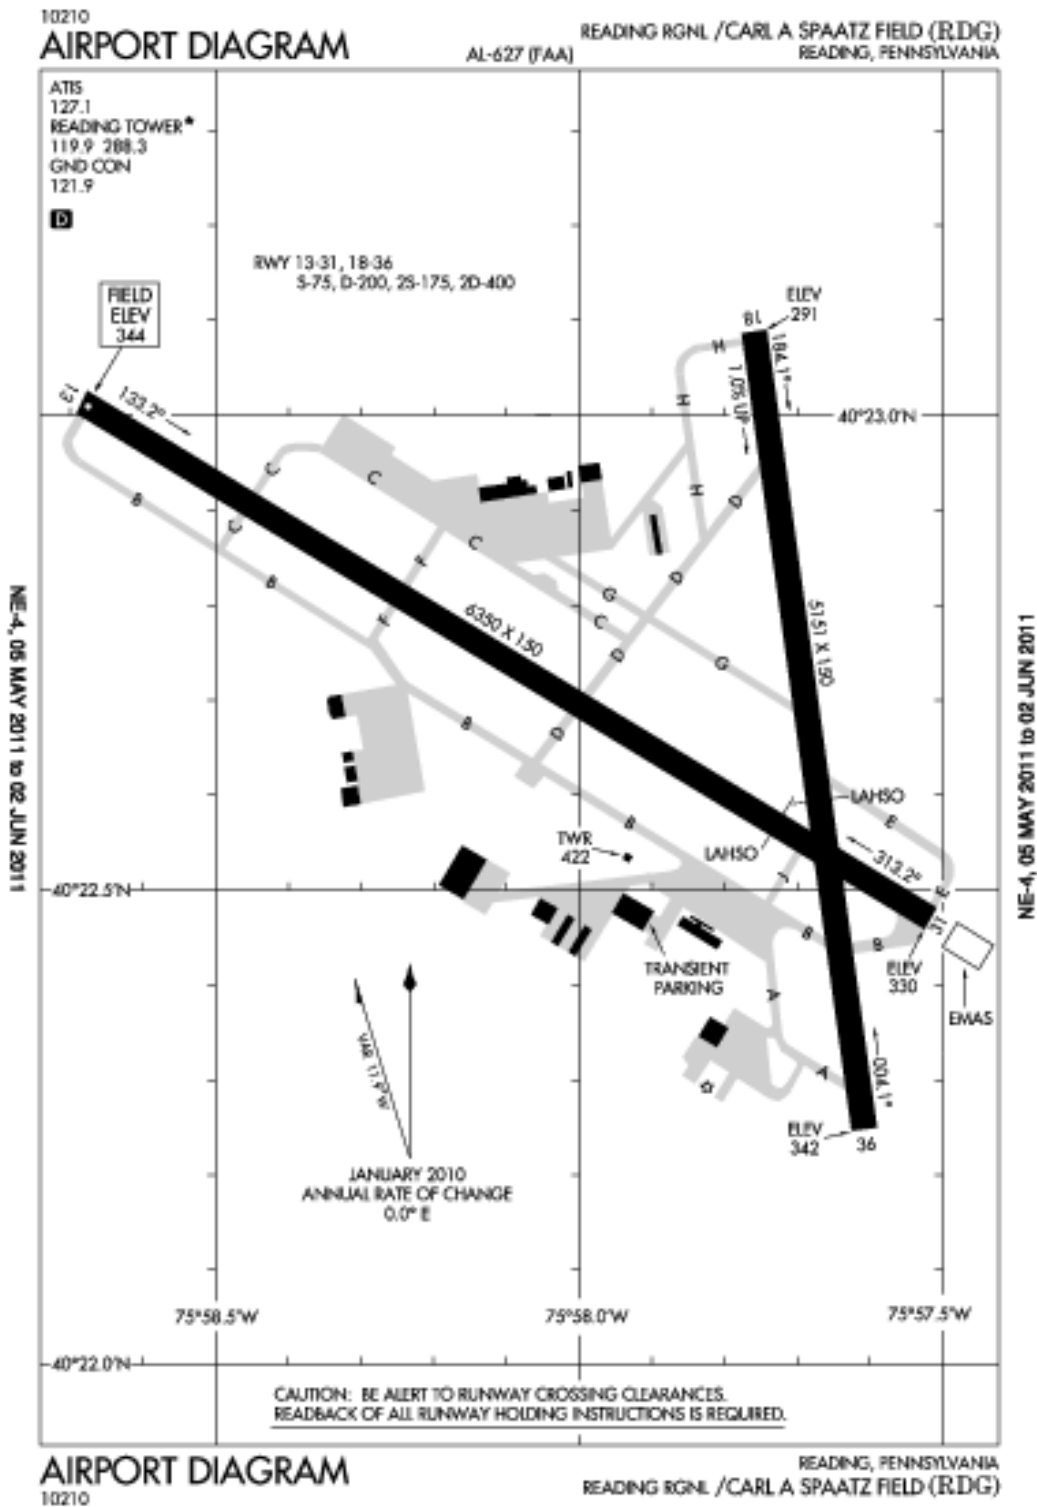 10210
AIRPORT DIAGRAM
AL-627 (FAA)
READING RGNL /CARL A SPAATZ FIELD (RDG)
READING, PENNSYLVANIA
ATIS
127.1
READING TOWER*
119.9 288.3
GND CON
121.9
D
RWY 13-31, 18-36
S-75, D-200, 2S-175, 2D-400
FIELD
ELEV
344
13
133.2°
ELEV
291
18
184.1°
1.0% UP
40°23.0'N
H
H
H
D
C
C
C
C
C
B
B
F
F
D
G
D
G
D
B
B
6350 X 150
5151 X 150
LAHSO
LAHSO
E
E
313.2°
31
TWR
422
J
B
B
40°22.5'N
ELEV
330
EMAS
TRANSIENT
PARKING
A
A
004.1°
ELEV
342
36
VAR 11.9° W
JANUARY 2010
ANNUAL RATE OF CHANGE
0.0° E
75°58.5'W
75°58.0'W
75°57.5'W
40°22.0'N
CAUTION: BE ALERT TO RUNWAY CROSSING CLEARANCES.
READBACK OF ALL RUNWAY HOLDING INSTRUCTIONS IS REQUIRED.
NE-4, 05 MAY 2011 to 02 JUN 2011
NE-4, 05 MAY 2011 to 02 JUN 2011
AIRPORT DIAGRAM
10210
READING, PENNSYLVANIA
READING RGNL /CARL A SPAATZ FIELD (RDG)